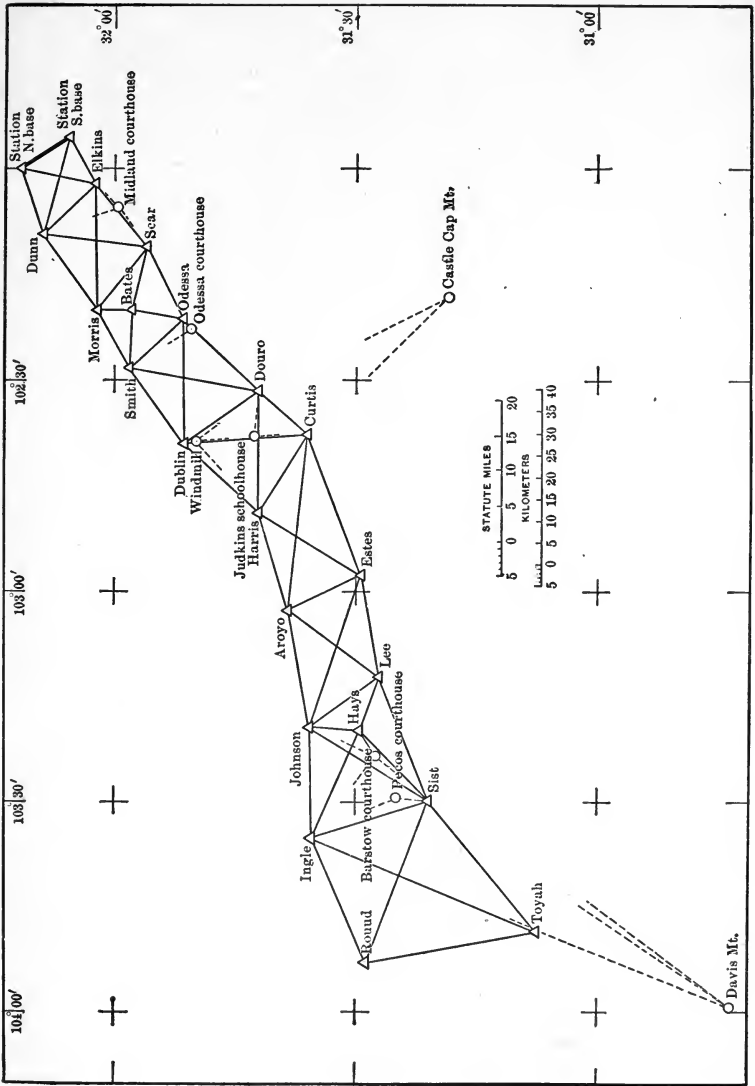 32°00′
31°30′
31°00′
104°00′
103°30′
103°00′
102°30′
Station
N. base
Station
S. base
Elkins
Midland courthouse
Dunn
Scar
Bates
Morris
Odessa
Odessa courthouse
Smith
Douro
Dublin
Windmill
Curtis
Judkins schoolhouse
Harris
Castle Cap Mt.
Estes
Aroyo
Lee
Hays
Johnson
Barstow courthouse
Pecos courthouse
Sist
Ingle
Rouud
Toyah
Davis Mt.
STATUTE MILES
5 0 5 10 15 20
KILOMETERS
5 0 5 10 15 20 25 30 35 40